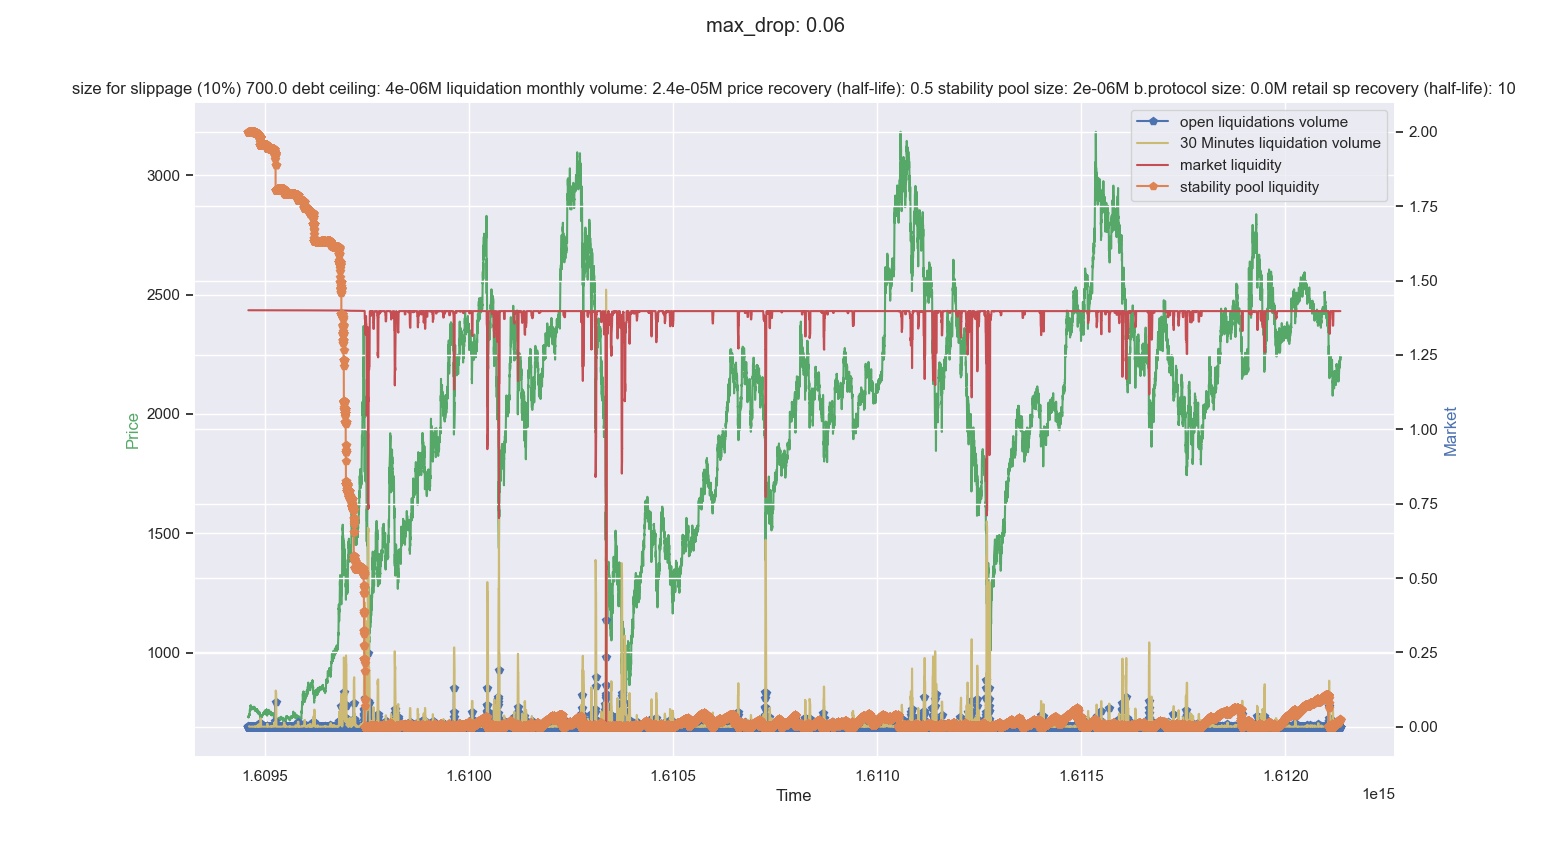 max_drop: 0.06
size for slippage (10%) 700.0 debt ceiling: 4e-06M liquidation monthly volume: 2.4e-05M price recovery (half-life): 0.5 stability pool size: 2e-06M b.protocol size: 0.0M retail sp recovery (half-life): 10
open liquidations volume
30 Minutes liquidation volume
market liquidity
stability pool liquidity
3000
2500
2000
1500
1000
Price
2.00
1.75
1.50
1.25
1.00
0.75
0.50
0.25
0.00
Market
1.6095 1.6100 1.6105 1.6110 1.6115 1.6120
Time
1e15